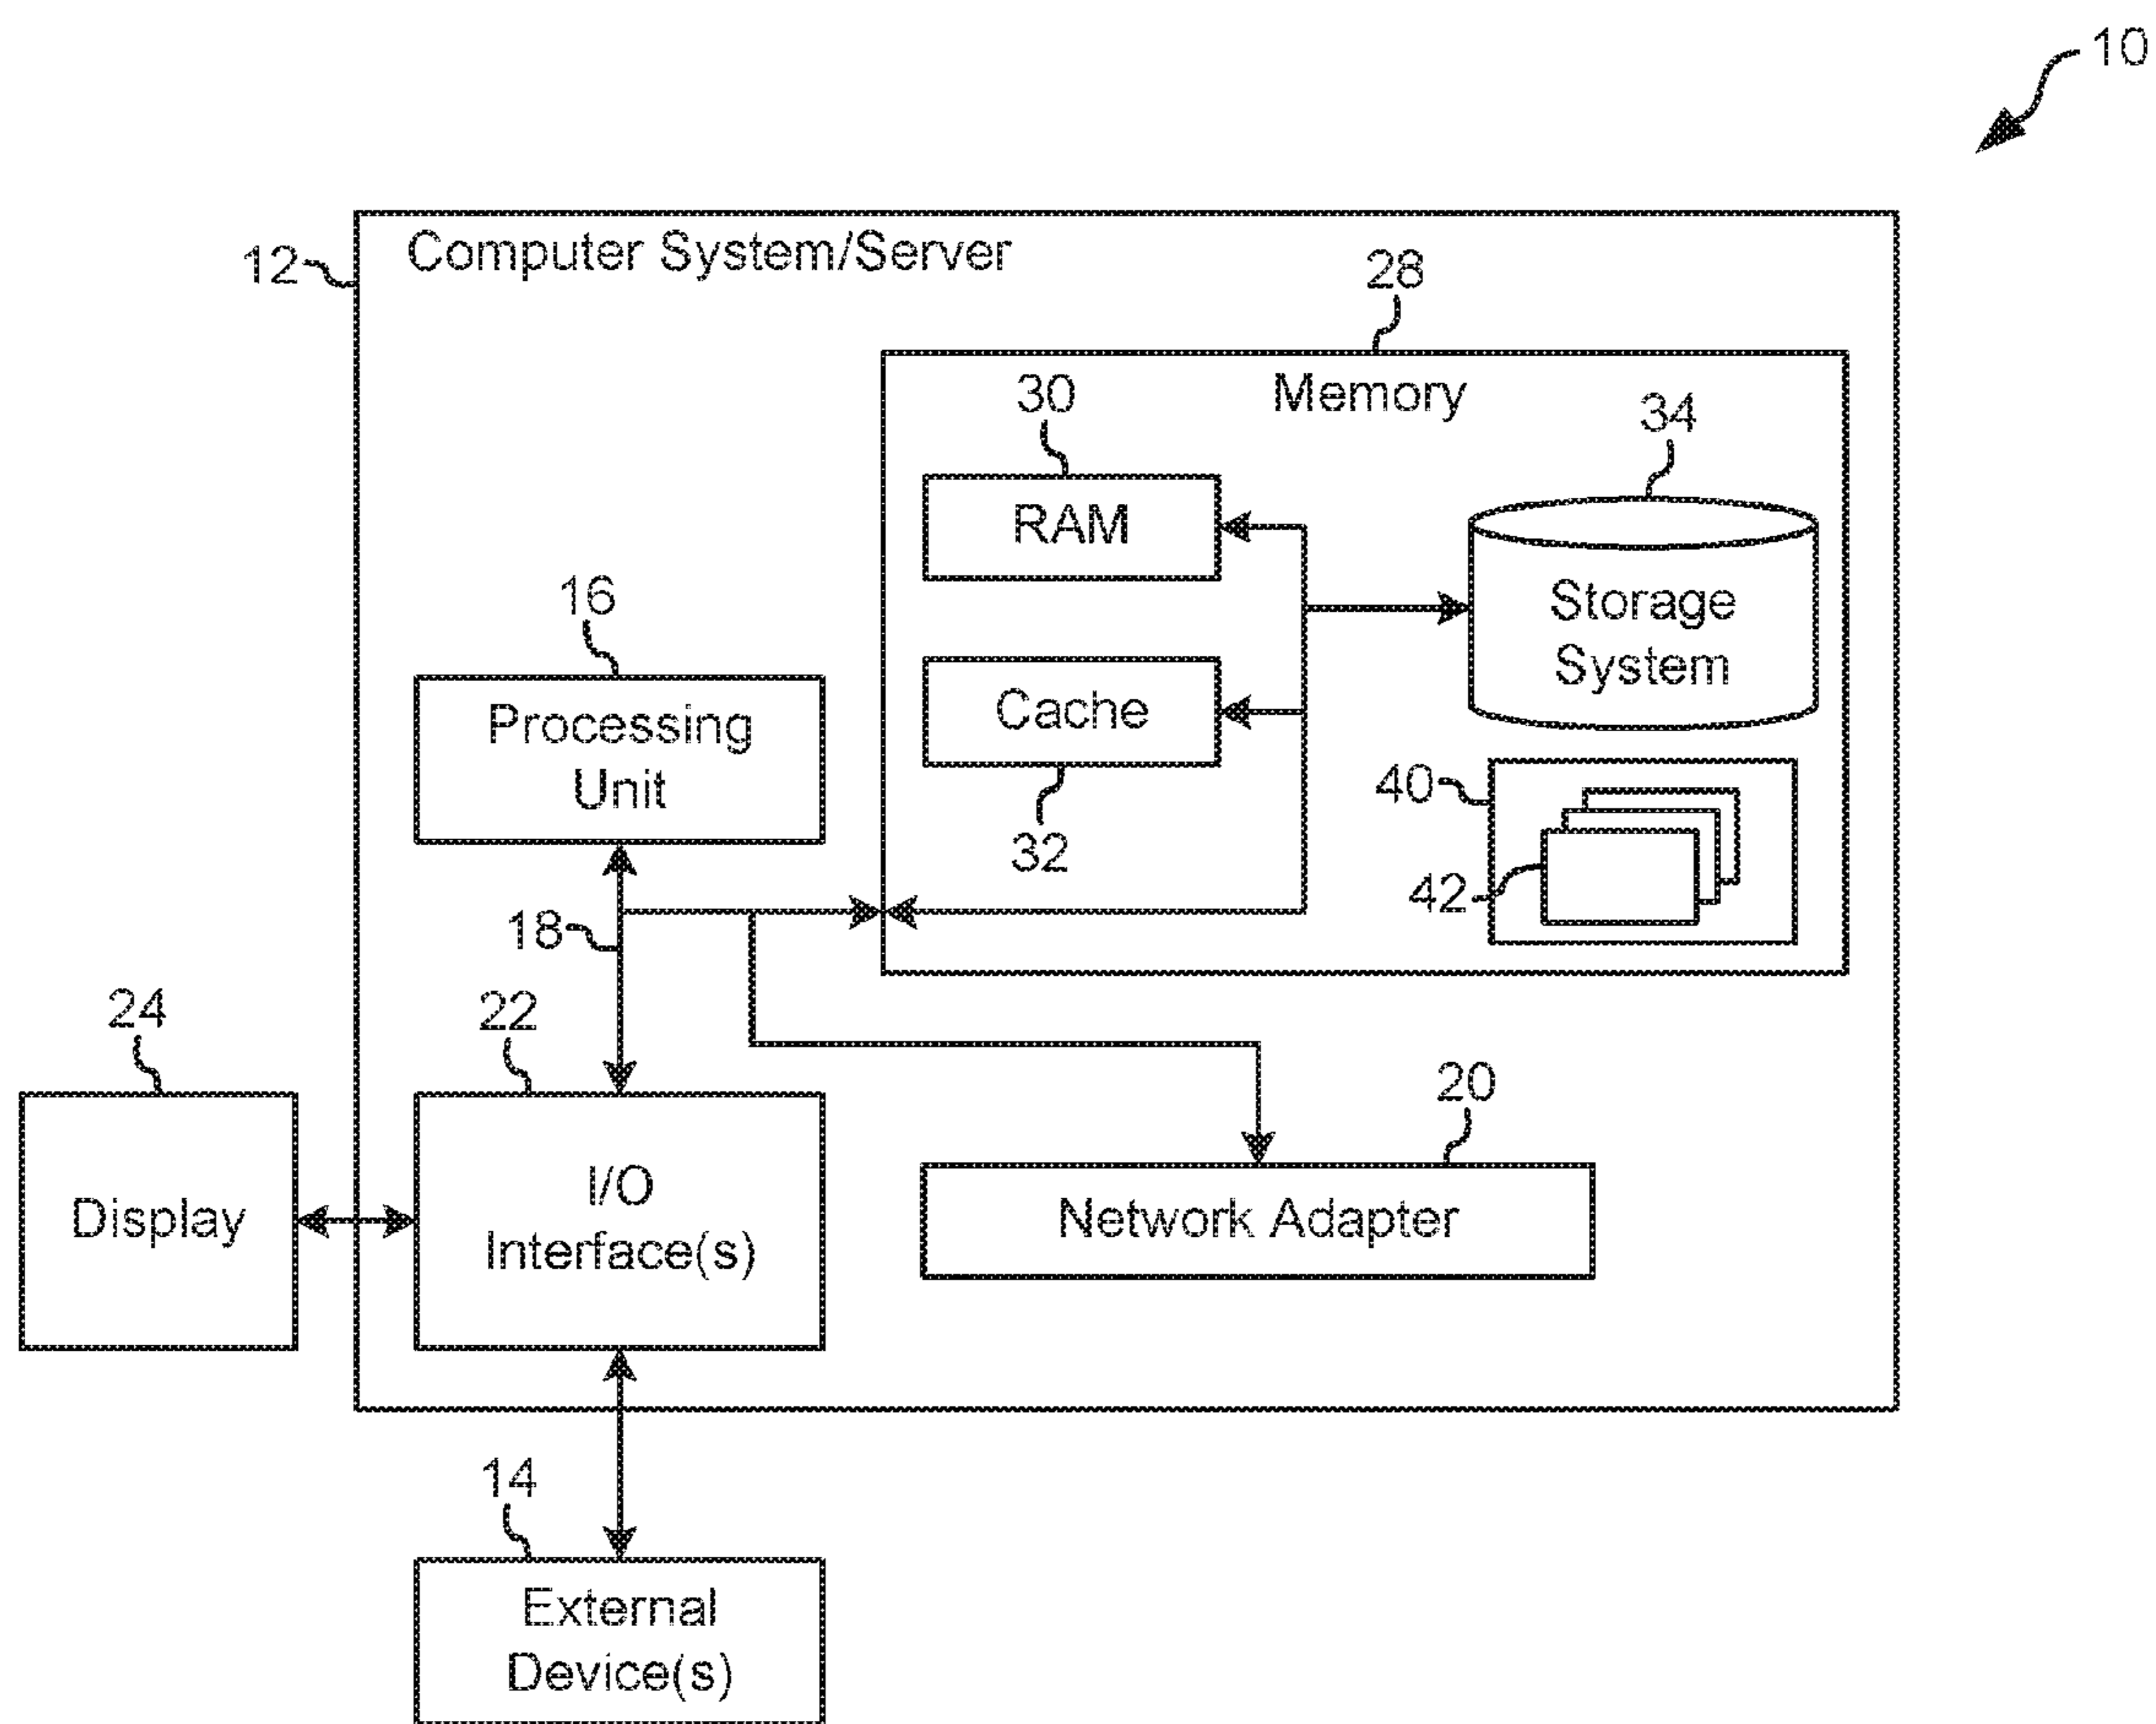 10
12
Computer System/Server
28
30
Memory
34
RAM
16
Storage
System
Processing
Unit
Cache
40
32
42
18
24
22
20
I/O
Interface(s)
Display
Network Adapter
14
External
Device(s)